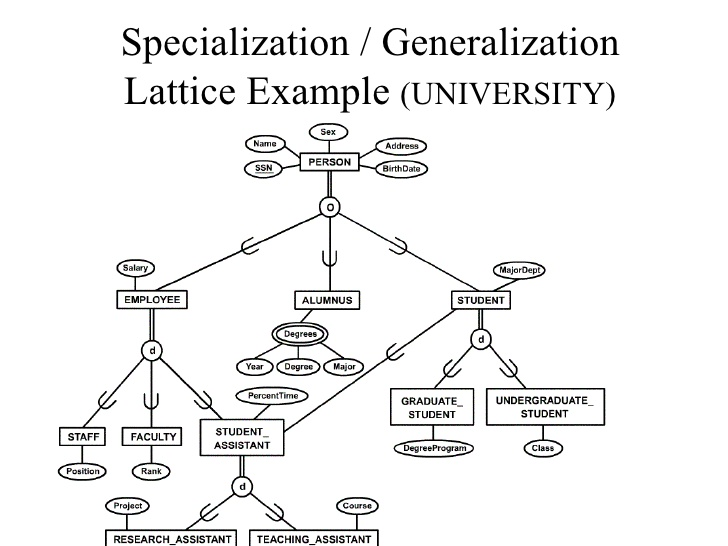 Specialization / Generalization
Lattice Example (UNIVERSITY)
Sex
Name
Address
PERSON
SSN
BirthDate
O
Salary
MajorDept
EMPLOYEE
ALUMNUS
STUDENT
Degrees
d
d
Year
Degree
Major
PercentTime
GRADUATE_
STUDENT
UNDERGRADUATE_
STUDENT
STAFF
FACULTY
STUDENT_
ASSISTANT
DegreeProgram
Class
Position
Rank
d
Project
Course
RESEARCH_ASSISTANT
TEACHING_ASSISTANT